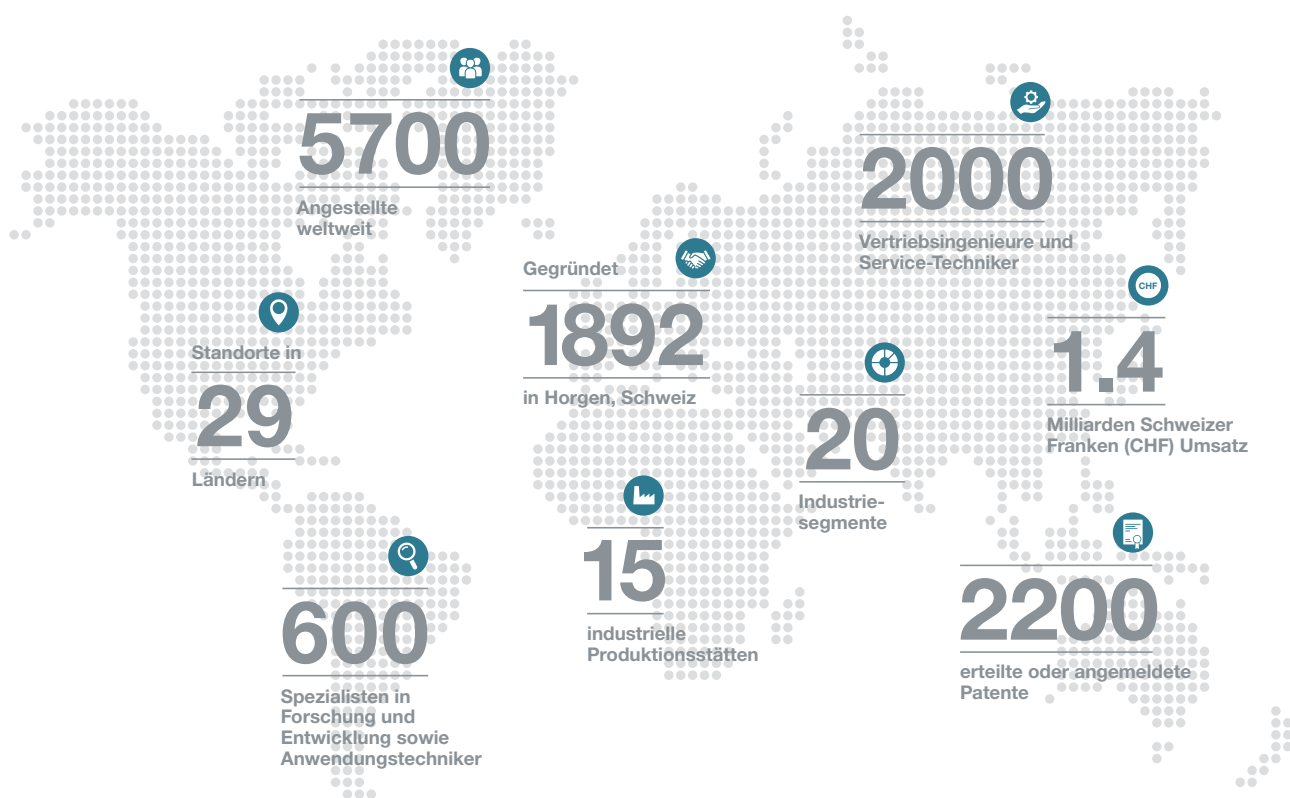 5700
Angestellte
weltweit
2000
Vertriebsingenieure und
Service-Techniker
Gegründet
1892
in Horgen, Schweiz
CHF
1.4
Milliarden Schweizer
Franken (CHF) Umsatz
Standorte in
29
Ländern
20
Industrie-
segmente
15
industrielle
Produktionsstätten
600
Spezialisten in
Forschung und
Entwicklung sowie
Anwendungstechniker
2200
erteilte oder angemeldete
Patente